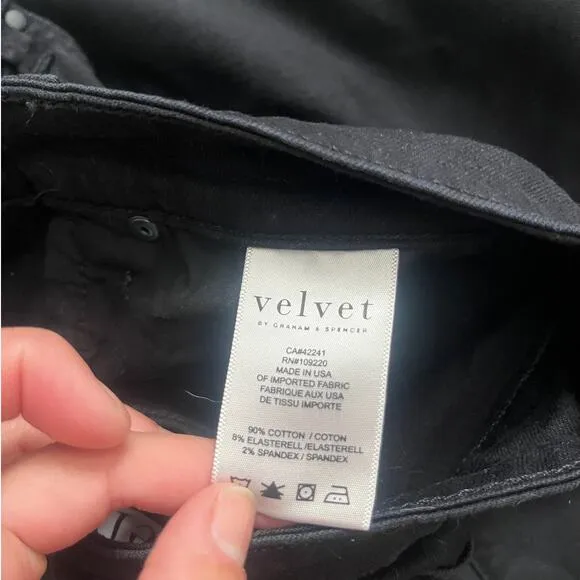 velvet
BY GRAHAM & SPENCER
CA#42241
RN#109220
MADE IN USA
OF IMPORTED FABRIC
FABRIQUE AUX USA
DE TISSU IMPORTE
90% COTTON / COTON
8% ELASTERELL /ELASTERELL
2% SPANDEX / SPANDEX